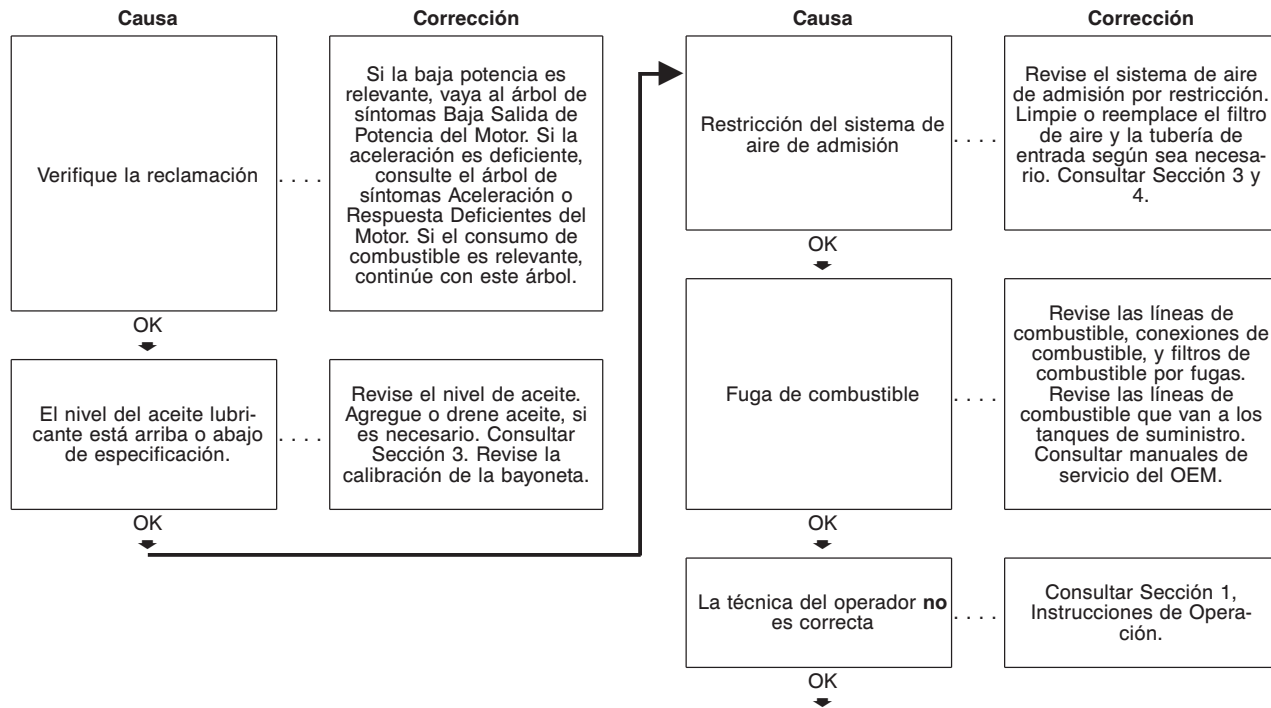 Causa
Corrección
Verifique la reclamación
. . . .
Si la baja potencia es
relevante, vaya al árbol de
síntomas Baja Salida de
Potencia del Motor. Si la
aceleración es deficiente,
consulte el árbol de
síntomas Aceleración o
Respuesta Deficientes del
Motor. Si el consumo de
combustible es relevante,
continúe con este árbol.
OK
El nivel del aceite lubri-
cante está arriba o abajo
de especificación.
. . . .
Revise el nivel de aceite.
Agregue o drene aceite, si
es necesario. Consultar
Sección 3. Revise la
calibración de la bayoneta.
OK
Causa
Corrección
Restricción del sistema de
aire de admisión
. . . .
Revise el sistema de aire
de admisión por restricción.
Limpie o reemplace el filtro
de aire y la tubería de
entrada según sea necesa-
rio. Consultar Sección 3 y
4.
OK
Fuga de combustible
. . . .
Revise las líneas de
combustible, conexiones de
combustible, y filtros de
combustible por fugas.
Revise las líneas de
combustible que van a los
tanques de suministro.
Consultar manuales de
servicio del OEM.
OK
La técnica del operador no
es correcta
. . . .
Consultar Sección 1,
Instrucciones de Opera-
ción.
OK